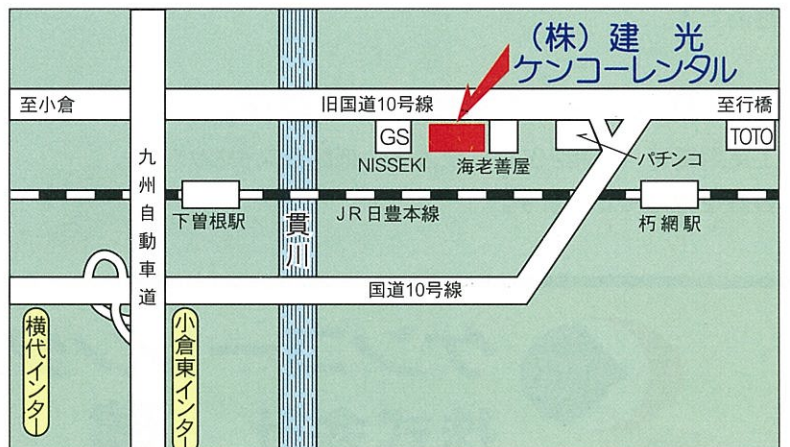 (株)建 光
ケンコーレンタル
至小倉
旧国道10号線
至行橋
GS
NISSEKI
海老善屋
パチンコ
TOTO
九州自動車道
下曽根駅
貫川
JR日豊本線
朽網駅
国道10号線
横代インター
小倉東インター